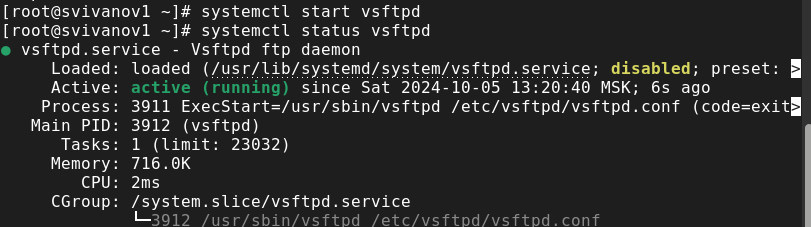 [root@svivanov1 ~]# systemctl start vsftpd
[root@svivanov1 ~]# systemctl status vsftpd
● vsftpd.service - Vsftpd ftp daemon
     Loaded: loaded (/usr/lib/systemd/system/vsftpd.service; disabled; preset: >
     Active: active (running) since Sat 2024-10-05 13:20:40 MSK; 6s ago
    Process: 3911 ExecStart=/usr/sbin/vsftpd /etc/vsftpd/vsftpd.conf (code=exit>
   Main PID: 3912 (vsftpd)
      Tasks: 1 (limit: 23032)
     Memory: 716.0K
        CPU: 2ms
     CGroup: /system.slice/vsftpd.service
             └─3912 /usr/sbin/vsftpd /etc/vsftpd/vsftpd.conf